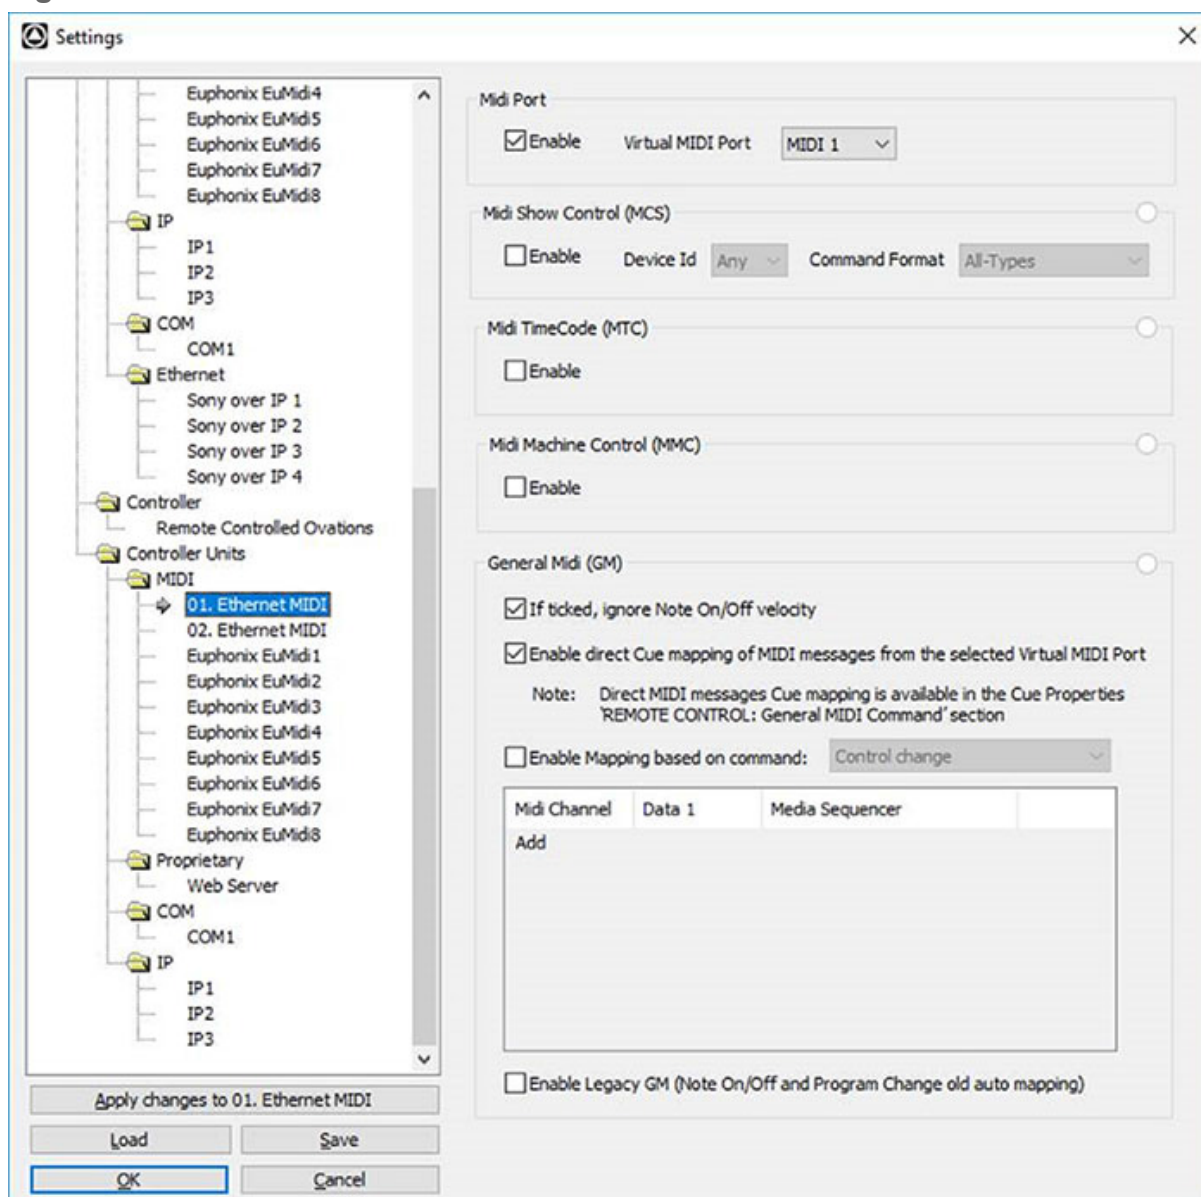 Settings
Euphonix EuMidi4
Euphonix EuMidi5
Euphonix EuMidi6
Euphonix EuMidi7
Euphonix EuMidi8
IP
IP1
IP2
IP3
COM
COM1
Ethernet
Sony over IP 1
Sony over IP 2
Sony over IP 3
Sony over IP 4
Controller
Remote Controlled Ovations
Controller Units
MIDI
01. Ethernet MIDI
02. Ethernet MIDI
Euphonix EuMidi1
Euphonix EuMidi2
Euphonix EuMidi3
Euphonix EuMidi4
Euphonix EuMidi5
Euphonix EuMidi6
Euphonix EuMidi7
Euphonix EuMidi8
Proprietary
Web Server
COM
COM1
IP
IP1
IP2
IP3
Apply changes to 01. Ethernet MIDI
Load Save
OK Cancel
Midi Port
Enable Virtual MIDI Port MIDI 1
Midi Show Control (MCS)
Enable Device Id Any Command Format All-Types
Midi TimeCode (MTC)
Enable
Midi Machine Control (MMC)
Enable
General Midi (GM)
If ticked, ignore Note On/Off velocity
Enable direct Cue mapping of MIDI messages from the selected Virtual MIDI Port
Note: Direct MIDI messages Cue mapping is available in the Cue Properties
'REMOTE CONTROL: General MIDI Command' section
Enable Mapping based on command: Control change
Midi Channel Data 1 Media Sequencer
Add
Enable Legacy GM (Note On/Off and Program Change old auto mapping)